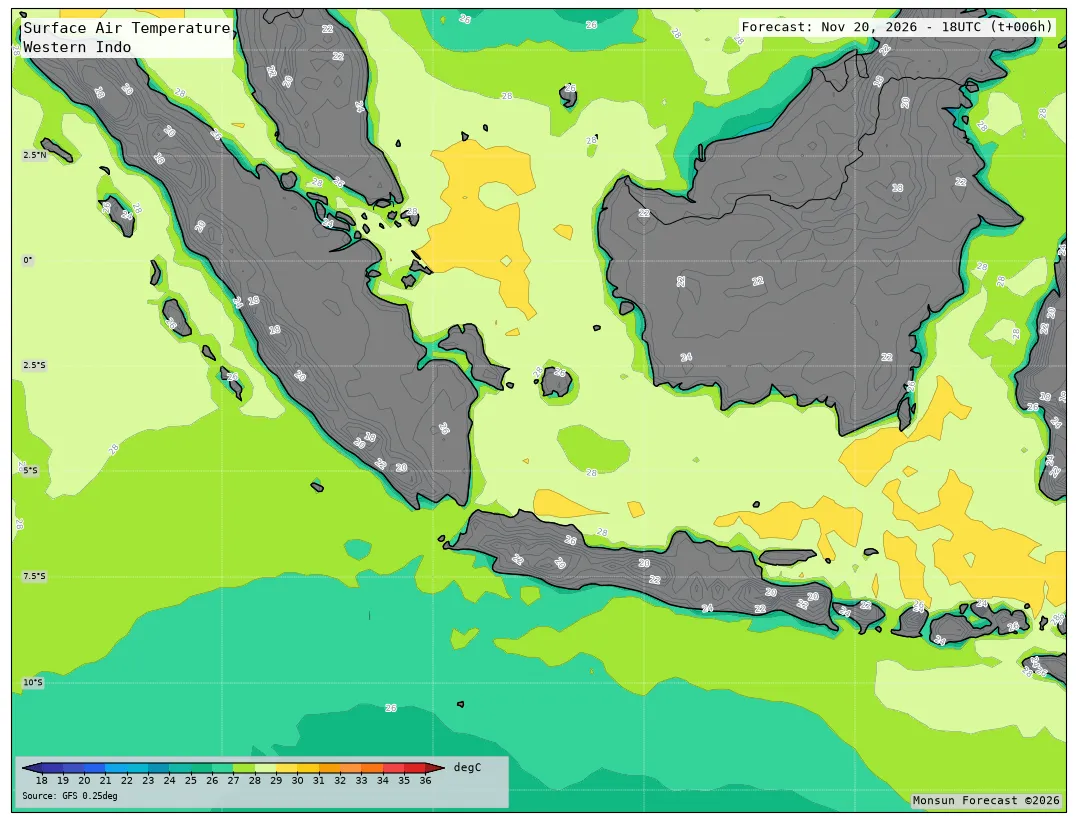 Surface Air Temperature
Western Indo
Forecast: Nov 20, 2026 - 18UTC (t+006h)
2.5°N
0°
2.5°S
5°S
7.5°S
10°S
18 19 20 21 22 23 24 25 26 27 28 29 30 31 32 33 34 35 36 degC
Source: GFS 0.25deg
Monsun Forecast ©2026